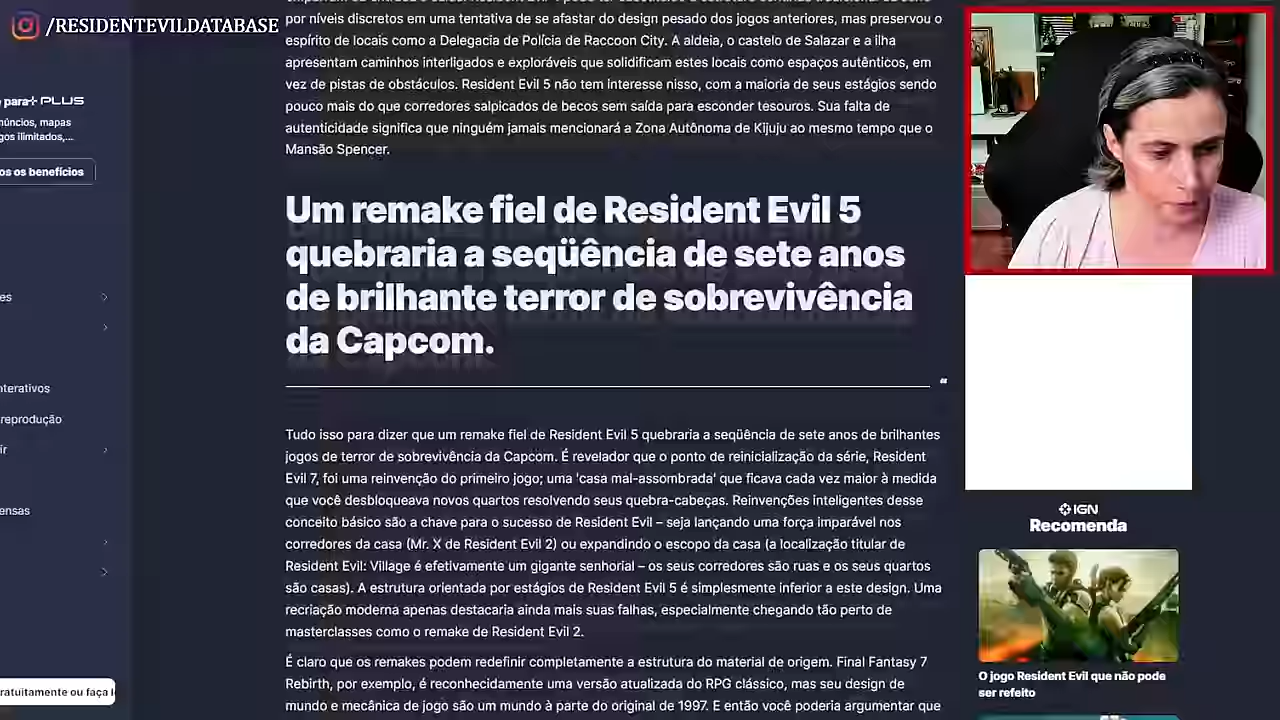 /RESIDENTEVILDATABASE
por níveis discretos em uma tentativa de se afastar do design pesado dos jogos anteriores, mas preservou o
espírito de locais como a Delegacia de Polícia de Raccoon City. A aldeia, o castelo de Salazar e a ilha
apresentam caminhos interligados e exploráveis que solidificam estes locais como espaços autênticos, em
vez de pistas de obstáculos. Resident Evil 5 não tem interesse nisso, com a maioria de seus estágios sendo
pouco mais do que corredores salpicados de becos sem saída para esconder tesouros. Sua falta de
autenticidade significa que ninguém jamais mencionará a Zona Autônoma de Kijuju ao mesmo tempo que o
Mansão Spencer.
para PLUS
núncios, mapas
gos ilimitados,...
os os benefícios
es
nterativos
reprodução
ir
ensas
ratuitamente ou faça l
Um remake fiel de Resident Evil 5
quebraria a seqüência de sete anos
de brilhante terror de sobrevivência
da Capcom.
“
Tudo isso para dizer que um remake fiel de Resident Evil 5 quebraria a seqüência de sete anos de brilhantes
jogos de terror de sobrevivência da Capcom. É revelador que o ponto de reinicialização da série, Resident
Evil 7, foi uma reinvenção do primeiro jogo; uma 'casa mal-assombrada' que ficava cada vez maior à medida
que você desbloqueava novos quartos resolvendo seus quebra-cabeças. Reinvenções inteligentes desse
conceito básico são a chave para o sucesso de Resident Evil – seja lançando uma força imparável nos
corredores da casa (Mr. X de Resident Evil 2) ou expandindo o escopo da casa (a localização titular de
Resident Evil: Village é efetivamente um gigante senhorial – os seus corredores são ruas e os seus quartos
são casas). A estrutura orientada por estágios de Resident Evil 5 é simplesmente inferior a este design. Uma
recriação moderna apenas destacaria ainda mais suas falhas, especialmente chegando tão perto de
masterclasses como o remake de Resident Evil 2.
É claro que os remakes podem redefinir completamente a estrutura do material de origem. Final Fantasy 7
Rebirth, por exemplo, é reconhecidamente uma versão atualizada do RPG clássico, mas seu design de
mundo e mecânica de jogo são um mundo à parte do original de 1997. E então você poderia argumentar que
IGN
Recomenda
O jogo Resident Evil que não pode
ser refeito